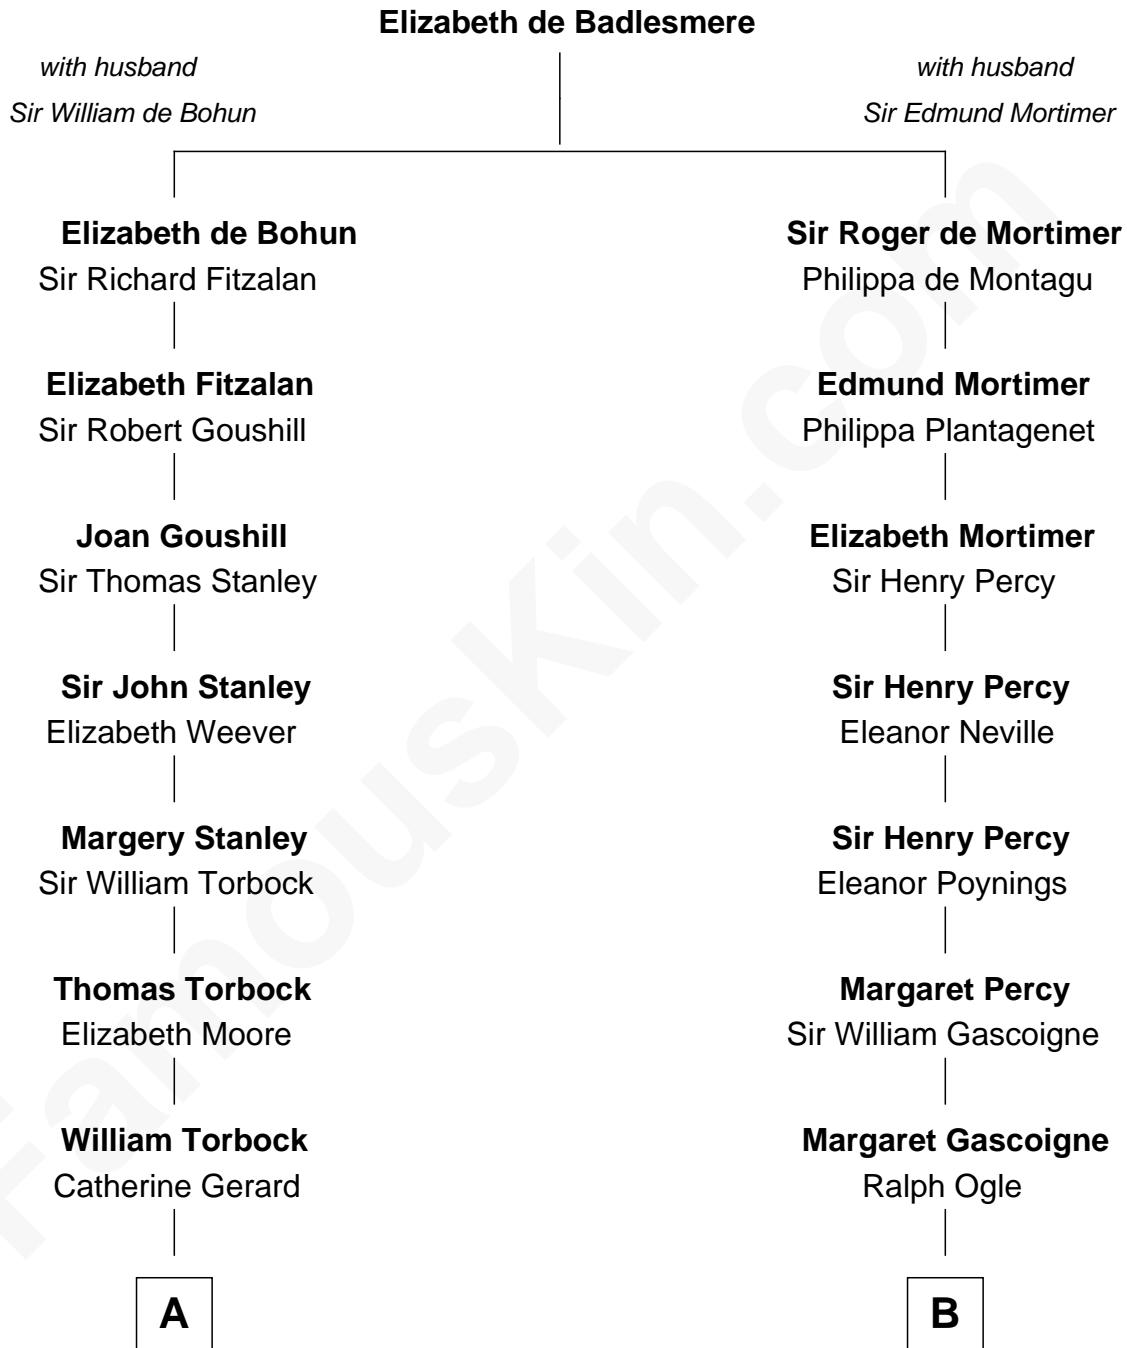 Elizabeth de Badlesmere
with husband
Sir William de Bohun
with husband
Sir Edmund Mortimer
Elizabeth de Bohun
Sir Richard Fitzalan
Sir Roger de Mortimer
Philippa de Montagu
Elizabeth Fitzalan
Sir Robert Goushill
Edmund Mortimer
Philippa Plantagenet
Joan Goushill
Sir Thomas Stanley
Elizabeth Mortimer
Sir Henry Percy
Sir John Stanley
Elizabeth Weever
Sir Henry Percy
Eleanor Neville
Margery Stanley
Sir William Torbock
Sir Henry Percy
Eleanor Poynings
Thomas Torbock
Elizabeth Moore
Margaret Percy
Sir William Gascoigne
William Torbock
Catherine Gerard
Margaret Gascoigne
Ralph Ogle
A
B
FamousKin.com